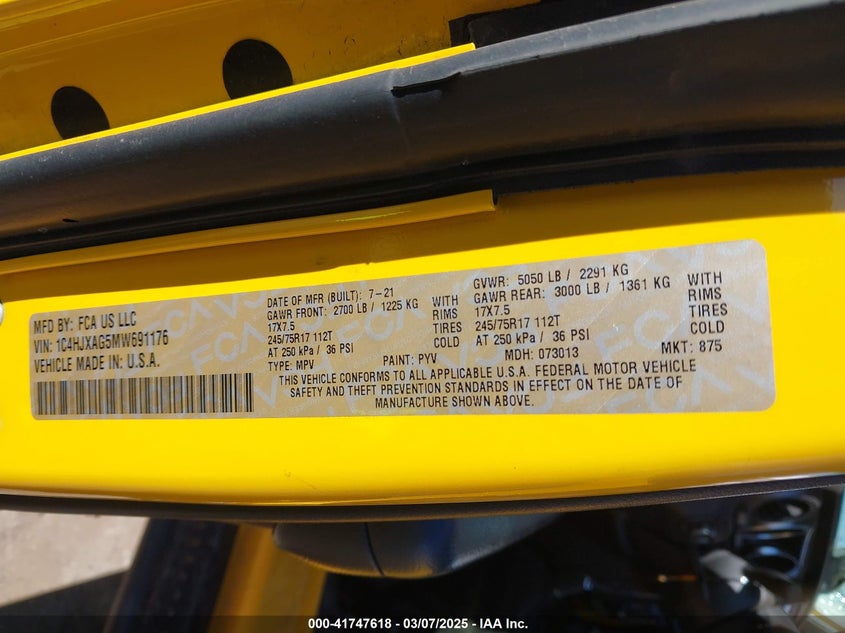 MFD BY: FCA US LLC
VIN: 1C4HJXAG5MW691176
VEHICLE MADE IN: U.S.A.
DATE OF MFR (BUILT): 7-21 GVWR: 5050 LB / 2291 KG
GAWR FRONT: 2700 LB / 1225 KG WITH GAWR REAR: 3000 LB / 1361 KG WITH
17X7.5 RIMS 17X7.5 RIMS
245/75R17 112T TIRES 245/75R17 112T TIRES
AT 250 kPa / 36 PSI COLD AT 250 kPa / 36 PSI COLD
TYPE: MPV PAINT: PYV MDH: 073013 MKT: 875
THIS VEHICLE CONFORMS TO ALL APPLICABLE U.S.A. FEDERAL MOTOR VEHICLE
SAFETY AND THEFT PREVENTION STANDARDS IN EFFECT ON THE DATE OF
MANUFACTURE SHOWN ABOVE.
000-41747618 - 03/07/2025 - IAA Inc.